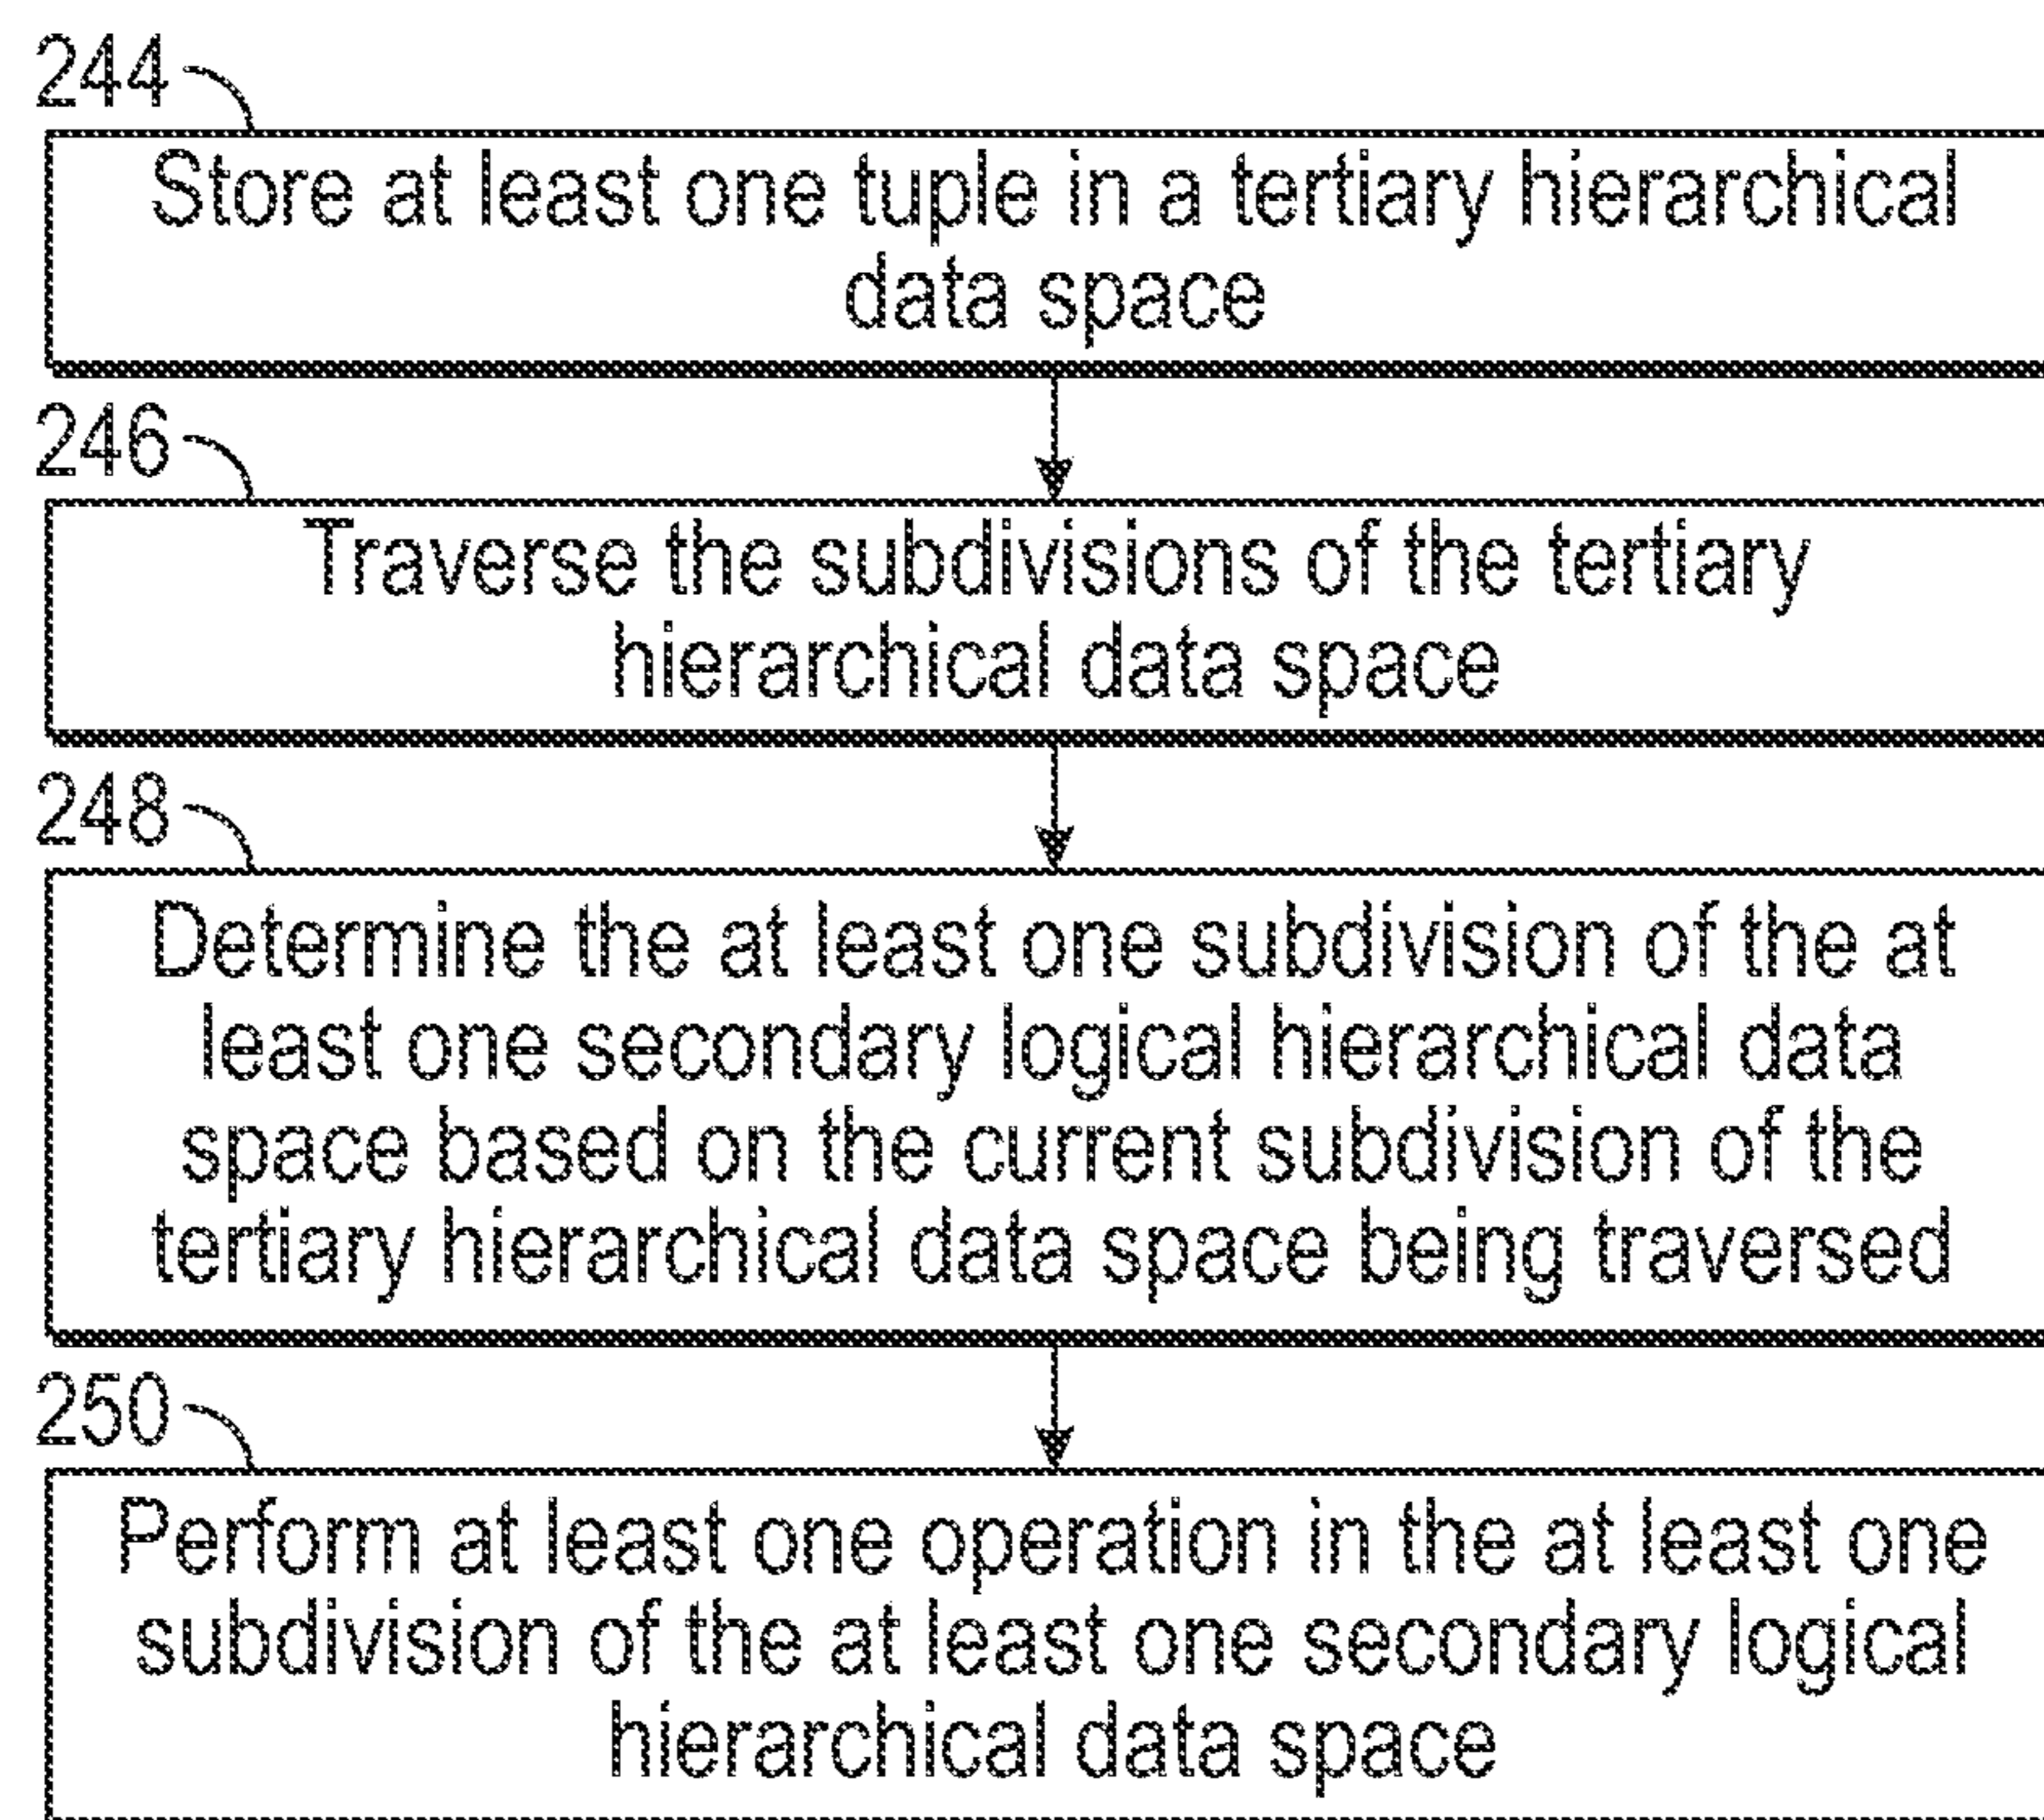 244
Store at least one tuple in a tertiary hierarchical
data space
246
Traverse the subdivisions of the tertiary
hierarchical data space
248
Determine the at least one subdivision of the at
least one secondary logical hierarchical data
space based on the current subdivision of the
tertiary hierarchical data space being traversed
250
Perform at least one operation in the at least one
subdivision of the at least one secondary logical
hierarchical data space